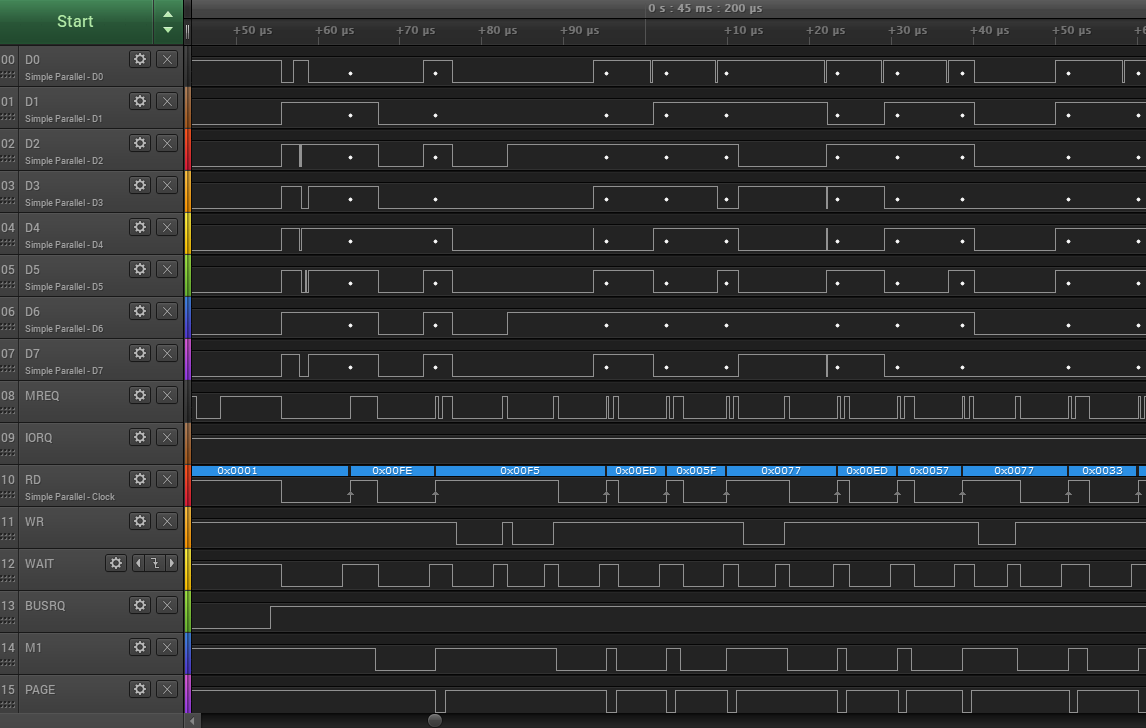 Start
0 s : 45 ms : 200 µs
+50 µs +60 µs +70 µs +80 µs +90 µs +10 µs +20 µs +30 µs +40 µs +50 µs
00 D0
Simple Parallel - D0
01 D1
Simple Parallel - D1
02 D2
Simple Parallel - D2
03 D3
Simple Parallel - D3
04 D4
Simple Parallel - D4
05 D5
Simple Parallel - D5
06 D6
Simple Parallel - D6
07 D7
Simple Parallel - D7
08 MREQ
09 IORQ
10 RD 0x0001 0x00FE 0x00F5 0x00ED 0x005F 0x0077 0x00ED 0x0057 0x0077 0x0033
Simple Parallel - Clock
11 WR
12 WAIT
13 BUSRQ
14 M1
15 PAGE